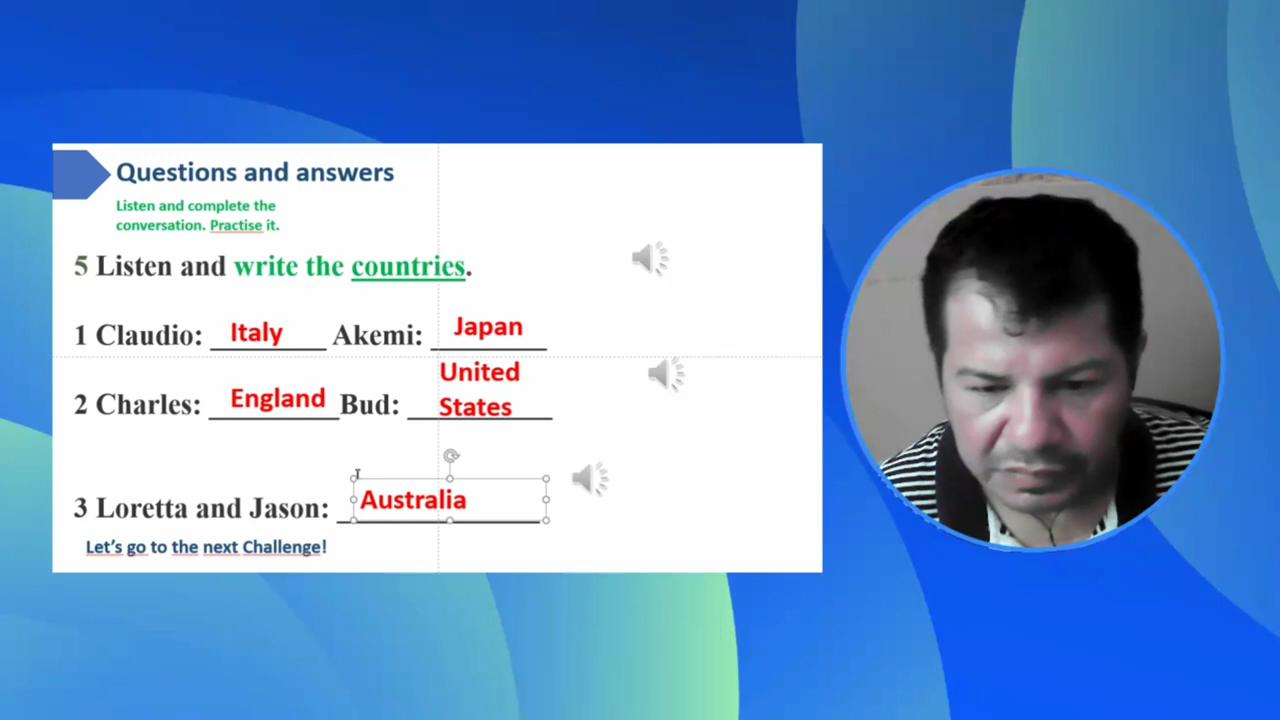 Questions and answers
Listen and complete the
conversation. Practise it.
5 Listen and write the countries.
1 Claudio: Italy Akemi: Japan
2 Charles: England Bud: United States
3 Loretta and Jason: Australia
Let's go to the next Challenge!